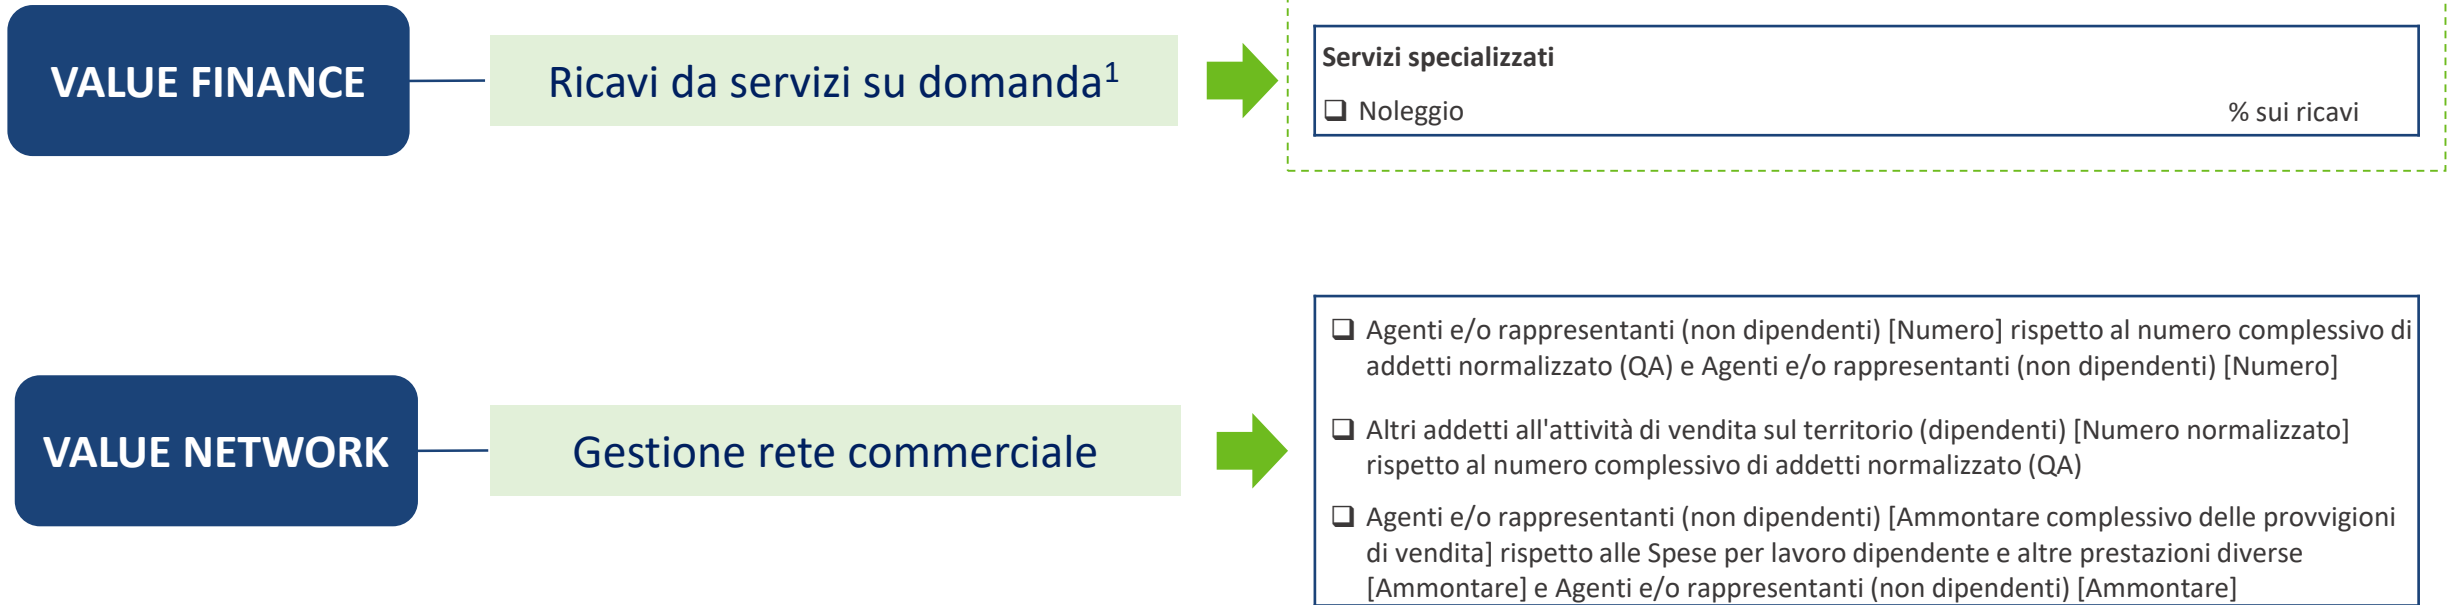 VALUE FINANCE
Ricavi da servizi su domanda¹
Servizi specializzati
❑ Noleggio % sui ricavi
VALUE NETWORK
Gestione rete commerciale
❑ Agenti e/o rappresentanti (non dipendenti) [Numero] rispetto al numero complessivo di
addetti normalizzato (QA) e Agenti e/o rappresentanti (non dipendenti) [Numero]
❑ Altri addetti all'attività di vendita sul territorio (dipendenti) [Numero normalizzato]
rispetto al numero complessivo di addetti normalizzato (QA)
❑ Agenti e/o rappresentanti (non dipendenti) [Ammontare complessivo delle provvigioni
di vendita] rispetto alle Spese per lavoro dipendente e altre prestazioni diverse
[Ammontare] e Agenti e/o rappresentanti (non dipendenti) [Ammontare]